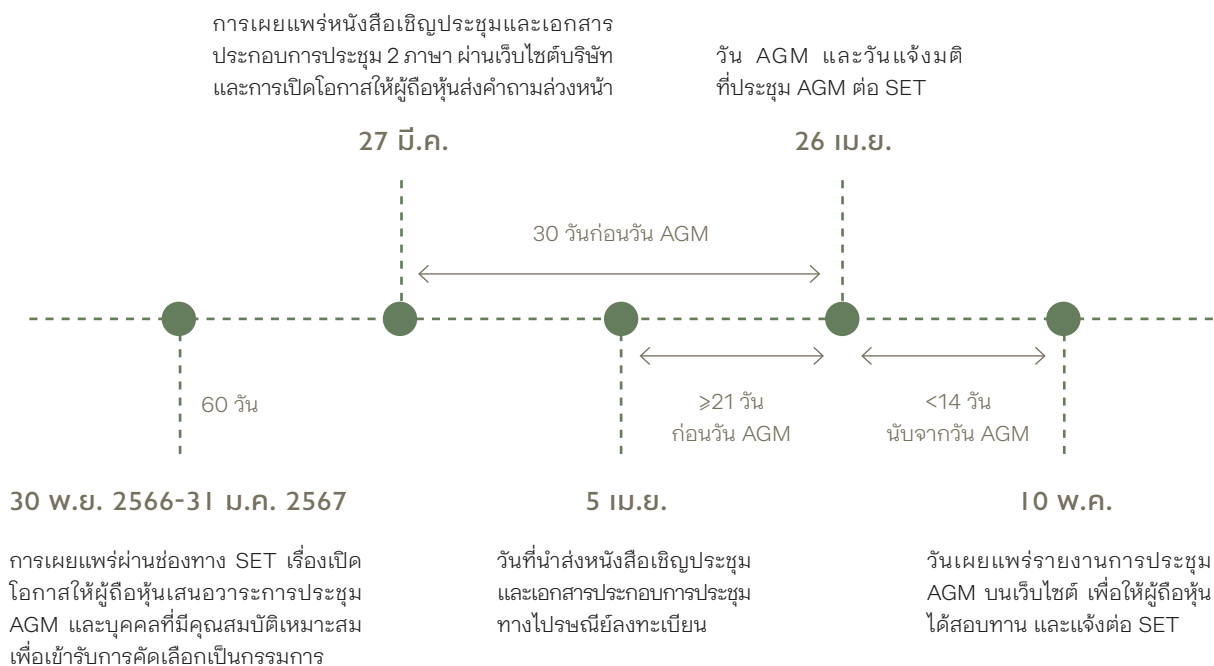 การเผยแพร่หนังสือเชิญประชุมและเอกสาร
ประกอบการประชุม 2 ภาษา ผ่านเว็บไซต์บริษัท
และการเปิดโอกาสให้ผู้ถือหุ้นส่งคำถามล่วงหน้า
27 มี.ค.
วัน AGM และวันแจ้งมติ
ที่ประชุม AGM ต่อ SET
26 เม.ย.
30 วันก่อนวัน AGM
60 วัน
≥21 วัน
ก่อนวัน AGM
<14 วัน
นับจากวัน AGM
30 พ.ย. 2566-31 ม.ค. 2567
การเผยแพร่ผ่านช่องทาง SET เรื่องเปิด
โอกาสให้ผู้ถือหุ้นเสนอวาระการประชุม
AGM และบุคคลที่มีคุณสมบัติเหมาะสม
เพื่อเข้ารับการคัดเลือกเป็นกรรมการ
5 เม.ย.
วันที่นำส่งหนังสือเชิญประชุม
และเอกสารประกอบการประชุม
ทางไปรษณีย์ลงทะเบียน
10 พ.ค.
วันเผยแพร่รายงานการประชุม
AGM บนเว็บไซต์ เพื่อให้ผู้ถือหุ้น
ได้สอบทาน และแจ้งต่อ SET